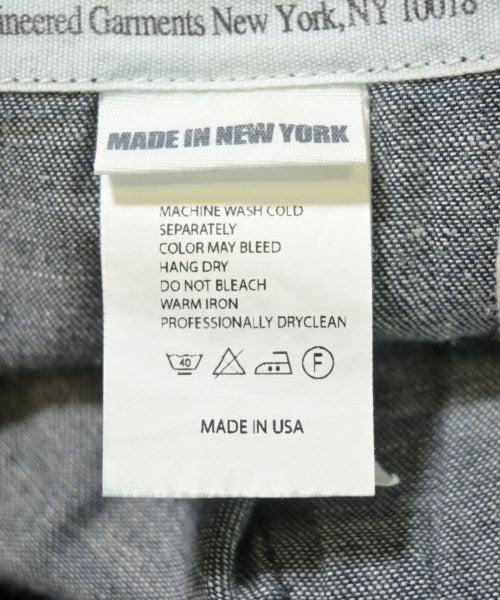 ineered Garments New York, NY 10018
MADE IN NEW YORK
MACHINE WASH COLD
SEPARATELY
COLOR MAY BLEED
HANG DRY
DO NOT BLEACH
WARM IRON
PROFESSIONALLY DRYCLEAN
40 F
MADE IN USA